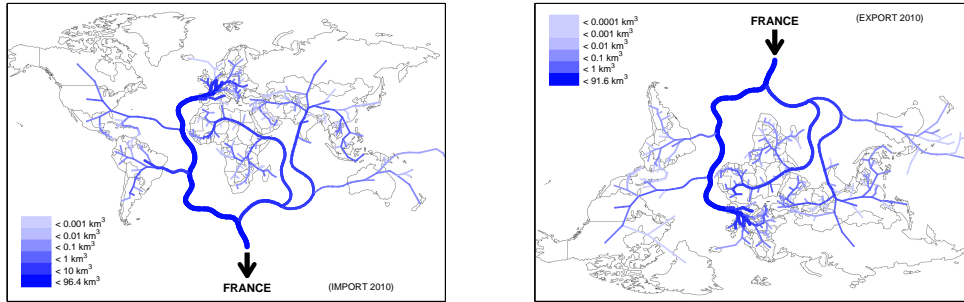 < 0.001 km³
< 0.01 km³
< 0.1 km³
< 1 km³
< 10 km³
< 96.4 km³
FRANCE
(IMPORT 2010)
< 0.0001 km³
< 0.001 km³
< 0.01 km³
< 0.1 km³
< 1 km³
< 91.6 km³
FRANCE
(EXPORT 2010)